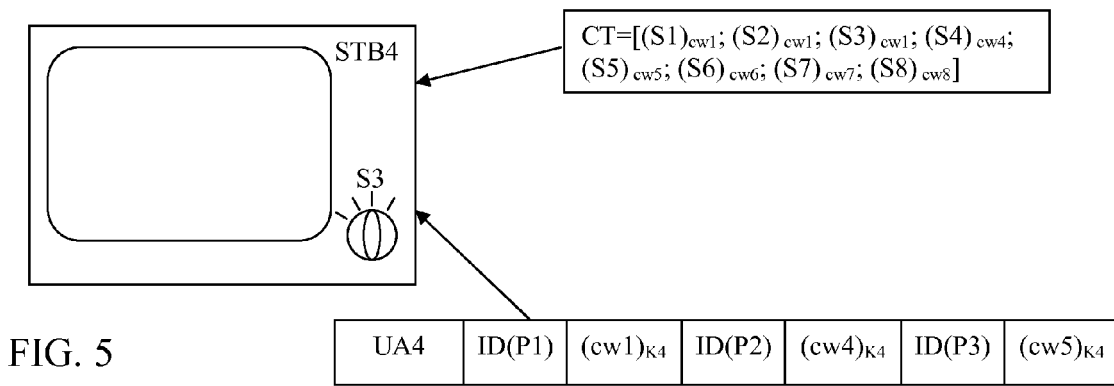 STB4
S3
CT=[(S1)cw1; (S2) cw1; (S3) cw1; (S4) cw4;
(S5) cw5; (S6) cw6; (S7) cw7; (S8) cw8]
FIG. 5
UA4 ID(P1) (cw1)K4 ID(P2) (cw4)K4 ID(P3) (cw5)K4